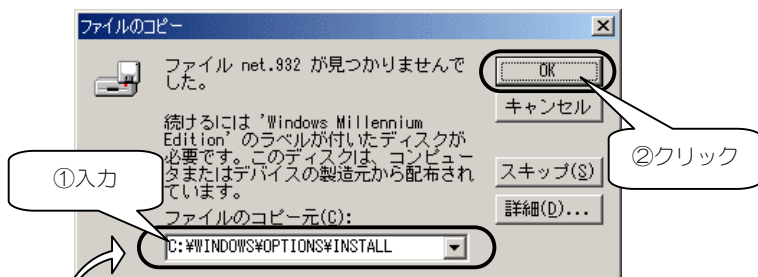 ファイルのコピー
ファイル net.932 が見つかりませんで
した。
続けるには 'Windows Millennium
Edition' のラベルが付いたディスクが
必要です。このディスクは、コンピュー
タまたはデバイスの製造元から配布され
ています。
ファイルのコピー元(C):
C:¥WINDOWS¥OPTIONS¥INSTALL
OK
キャンセル
スキップ(S)
詳細(D)...
①入力
②クリック